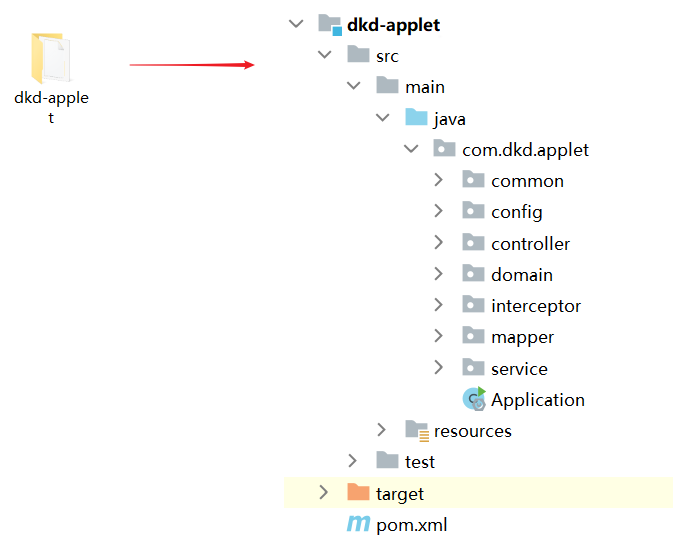 dkd-apple
t
dkd-applet
src
main
java
com.dkd.applet
common
config
controller
domain
interceptor
mapper
service
Application
resources
test
target
pom.xml